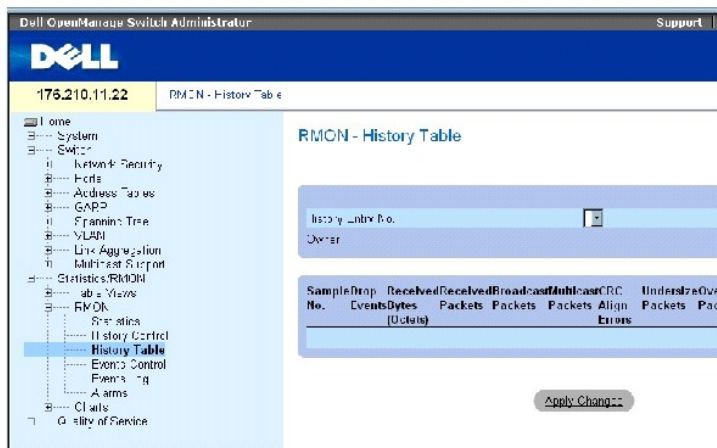 Dell OpenManage Switch Administrator
Support
DELL
176.210.11.22
RMON - History Table
Home
System
Switch
Network Security
Ports
Address Tables
GARP
Spanning Tree
VLAN
Link Aggregation
Multicast Support
Statistics/RMON
Table Views
RMON
Statistics
History Control
History Table
Events Control
Events Log
Alarms
Charts
Quality of Service
RMON - History Table
History Entry No.
Owner
Sample No.
Drop Events
Received Bytes (Octets)
Received Packets
Broadcast Packets
Multicast Packets
CRC Align Errors
Undersize Packets
Apply Changes